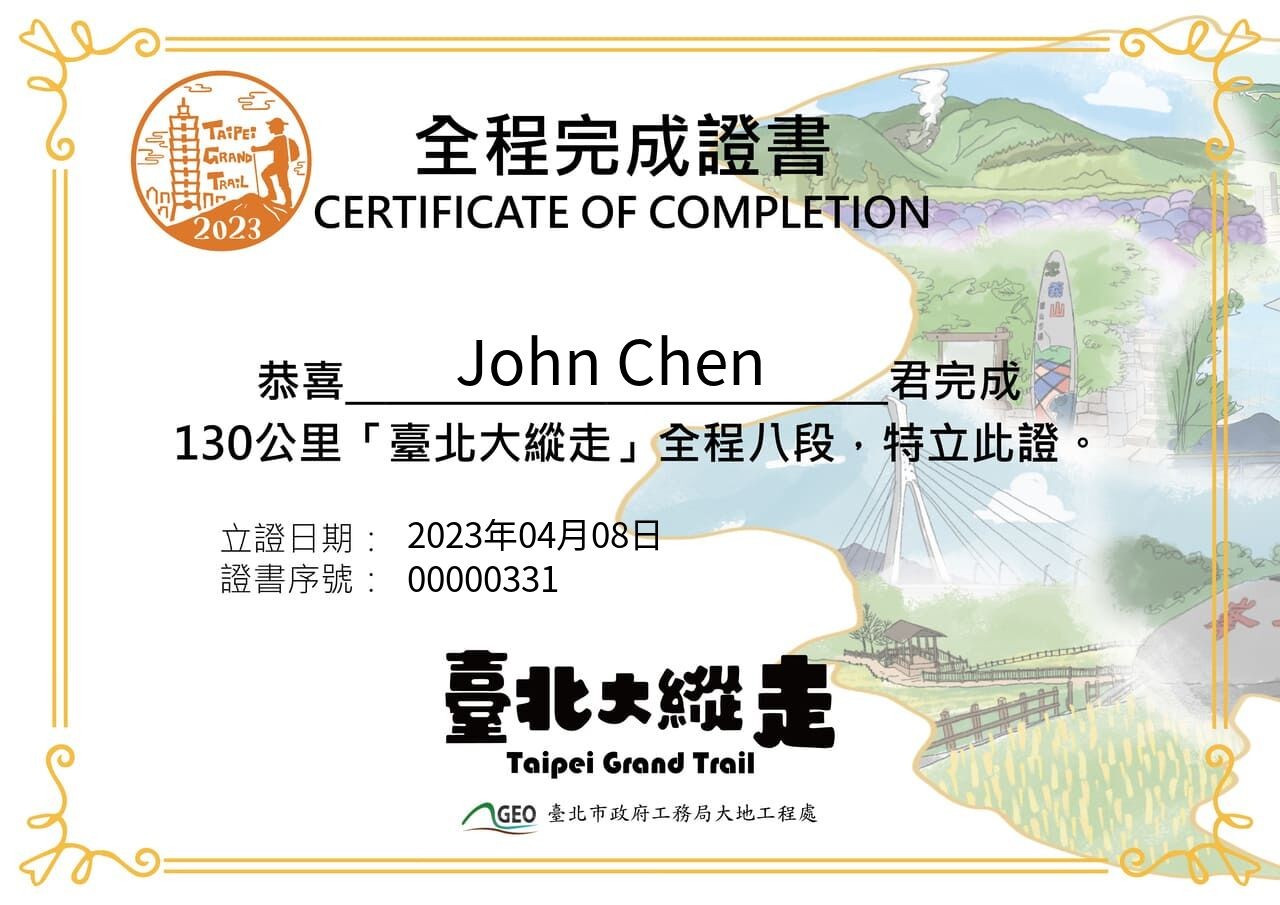 TAIPEI
GRAND
TRAIL
2023
全程完成證書
CERTIFICATE OF COMPLETION
恭喜 John Chen 君完成
130公里「臺北大縱走」全程八段，特立此證。
立證日期： 2023年04月08日
證書序號： 00000331
臺北大縱走
Taipei Grand Trail
GEO 臺北市政府工務局大地工程處